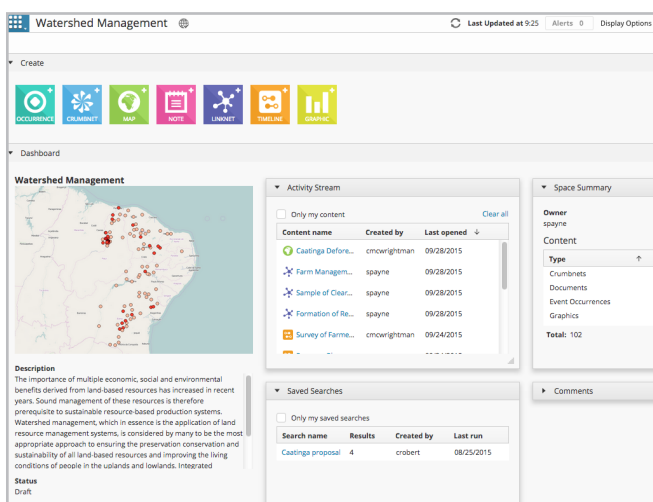 Watershed Management
Last Updated at 9:25
Alerts 0
Display Options
Create
OCCURRENCE
CRUMBNET
MAP
NOTE
LINKNET
TIMELINE
GRAPHIC
Dashboard
Watershed Management
Description
The importance of multiple economic, social and environmental
benefits derived from land-based resources has increased in recent
years. Sound management of these resources is therefore
prerequisite to sustainable resource-based production systems.
Watershed management, which in essence is the application of land
resource management systems, is considered by many to be the most
appropriate approach to ensuring the preservation conservation and
sustainability of all land-based resources and improving the living
conditions of people in the uplands and lowlands. Integrated
Status
Draft
Activity Stream
Only my content Clear all
Content name Created by Last opened
Caatinga Defore... cmcwrightman 09/28/2015
Farm Managem... spayne 09/28/2015
Sample of Clear... spayne 09/28/2015
Formation of Re... spayne 09/28/2015
Survey of Farme... cmcwrightman 09/24/2015
Saved Searches
Only my saved searches
Search name Results Created by Last run
Caatinga proposal 4 crobert 08/25/2015
Space Summary
Owner
spayne
Content
Type
Crumbnets
Documents
Event Occurrences
Graphics
Total: 102
Comments